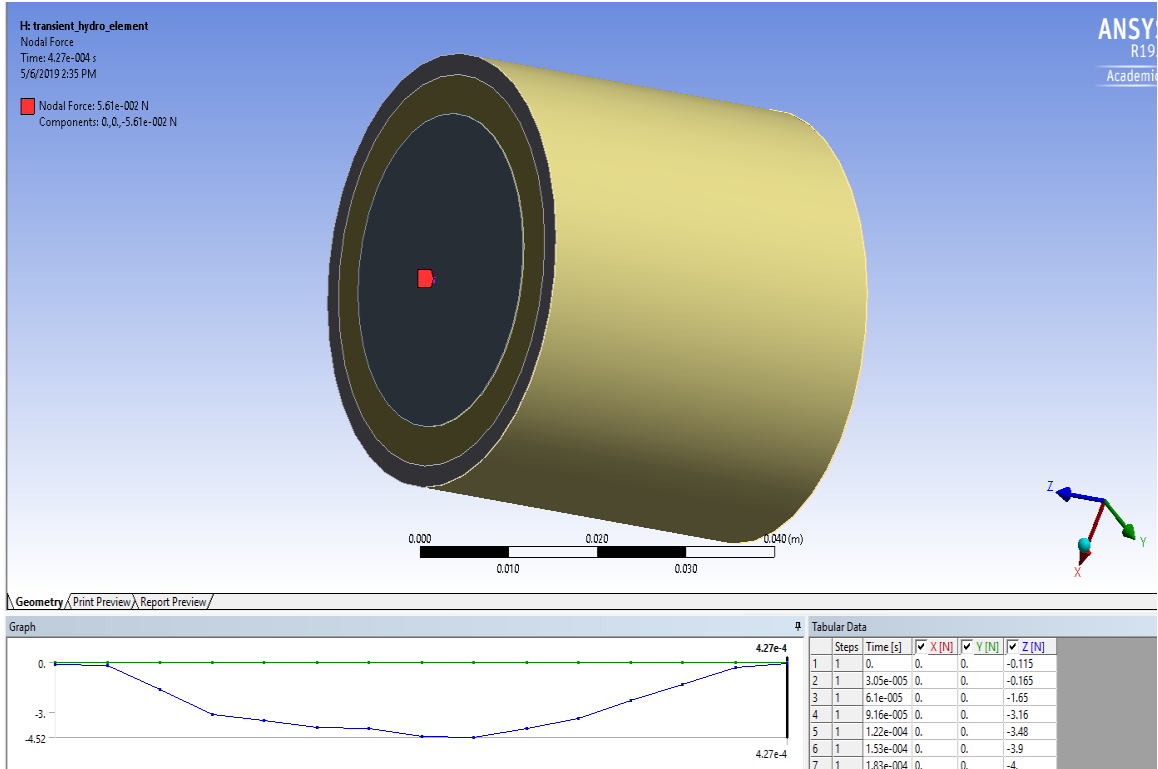 H: transient_hydro_element
Nodal Force
Time: 4.27e-004 s
5/6/2019 2:35 PM
Nodal Force: 5.61e-002 N
Components: 0.,0.,-5.61e-002 N
ANSYS
R19.
Academic
Z
Y
X
0.000 0.020 0.040 (m)
0.010 0.030
Geometry Print Preview Report Preview
Graph
4.27e-4
0.
-3.
-4.52
4.27e-4
Tabular Data
Steps Time [s] X [N] Y [N] Z [N]
1 1 0. 0. 0. -0.115
2 1 3.05e-005 0. 0. -0.165
3 1 6.1e-005 0. 0. -1.65
4 1 9.16e-005 0. 0. -3.16
5 1 1.22e-004 0. 0. -3.48
6 1 1.53e-004 0. 0. -3.9
7 1 1.83e-004 0. 0. -4.